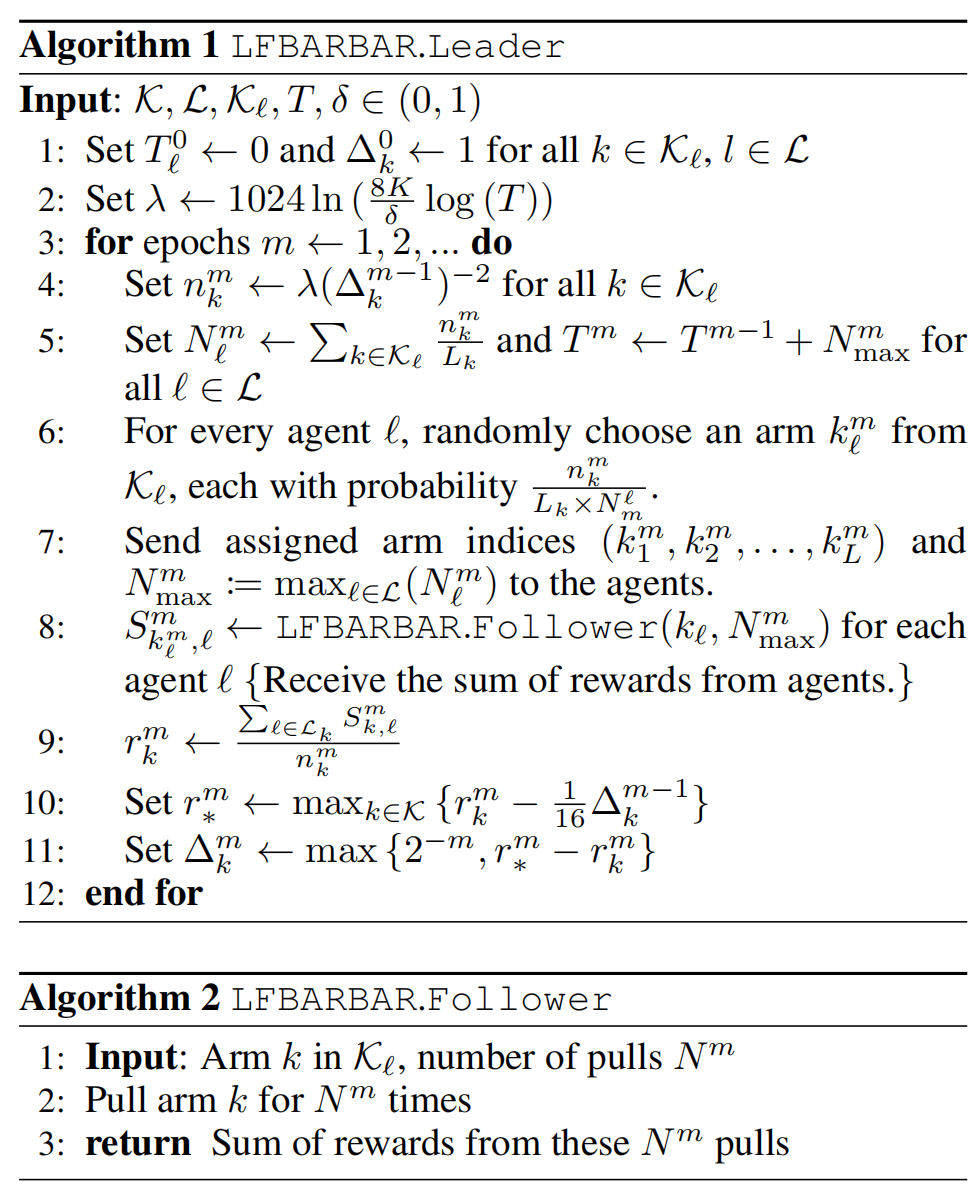 Algorithm 1 LFBARBAR.Leader
Input: $\mathcal{K}, \mathcal{L}, \mathcal{K}_\ell, T, \delta \in (0, 1)$
1: Set $T_\ell^0 \leftarrow 0$ and $\Delta_k^0 \leftarrow 1$ for all $k \in \mathcal{K}_\ell, l \in \mathcal{L}$
2: Set $\lambda \leftarrow 1024 \ln \left( \frac{8K}{\delta} \log (T) \right)$
3: for epochs $m \leftarrow 1, 2, ...$ do
4: Set $n_k^m \leftarrow \lambda (\Delta_k^{m-1})^{-2}$ for all $k \in \mathcal{K}_\ell$
5: Set $N_\ell^m \leftarrow \sum_{k \in \mathcal{K}_\ell} \frac{n_k^m}{L_k}$ and $T^m \leftarrow T^{m-1} + N_{\max}^m$ for
all $\ell \in \mathcal{L}$
6: For every agent $\ell$, randomly choose an arm $k_\ell^m$ from
$\mathcal{K}_\ell$, each with probability $\frac{n_k^m}{L_k \times N_m^\ell}$.
7: Send assigned arm indices $(k_1^m, k_2^m, \ldots, k_L^m)$ and
$N_{\max}^m := \max_{\ell \in \mathcal{L}} (N_\ell^m)$ to the agents.
8: $S_{k_\ell^m, \ell}^m \leftarrow$ LFBARBAR.Follower$(k_\ell, N_{\max}^m)$ for each
agent $\ell$ {Receive the sum of rewards from agents.}
9: $r_k^m \leftarrow \frac{\sum_{\ell \in \mathcal{L}_k} S_{k,\ell}^m}{n_k^m}$
10: Set $r_*^m \leftarrow \max_{k \in \mathcal{K}} \{ r_k^m - \frac{1}{16} \Delta_k^{m-1} \}$
11: Set $\Delta_k^m \leftarrow \max \{ 2^{-m}, r_*^m - r_k^m \}$
12: end for
Algorithm 2 LFBARBAR.Follower
1: Input: Arm $k$ in $\mathcal{K}_\ell$, number of pulls $N^m$
2: Pull arm $k$ for $N^m$ times
3: return Sum of rewards from these $N^m$ pulls